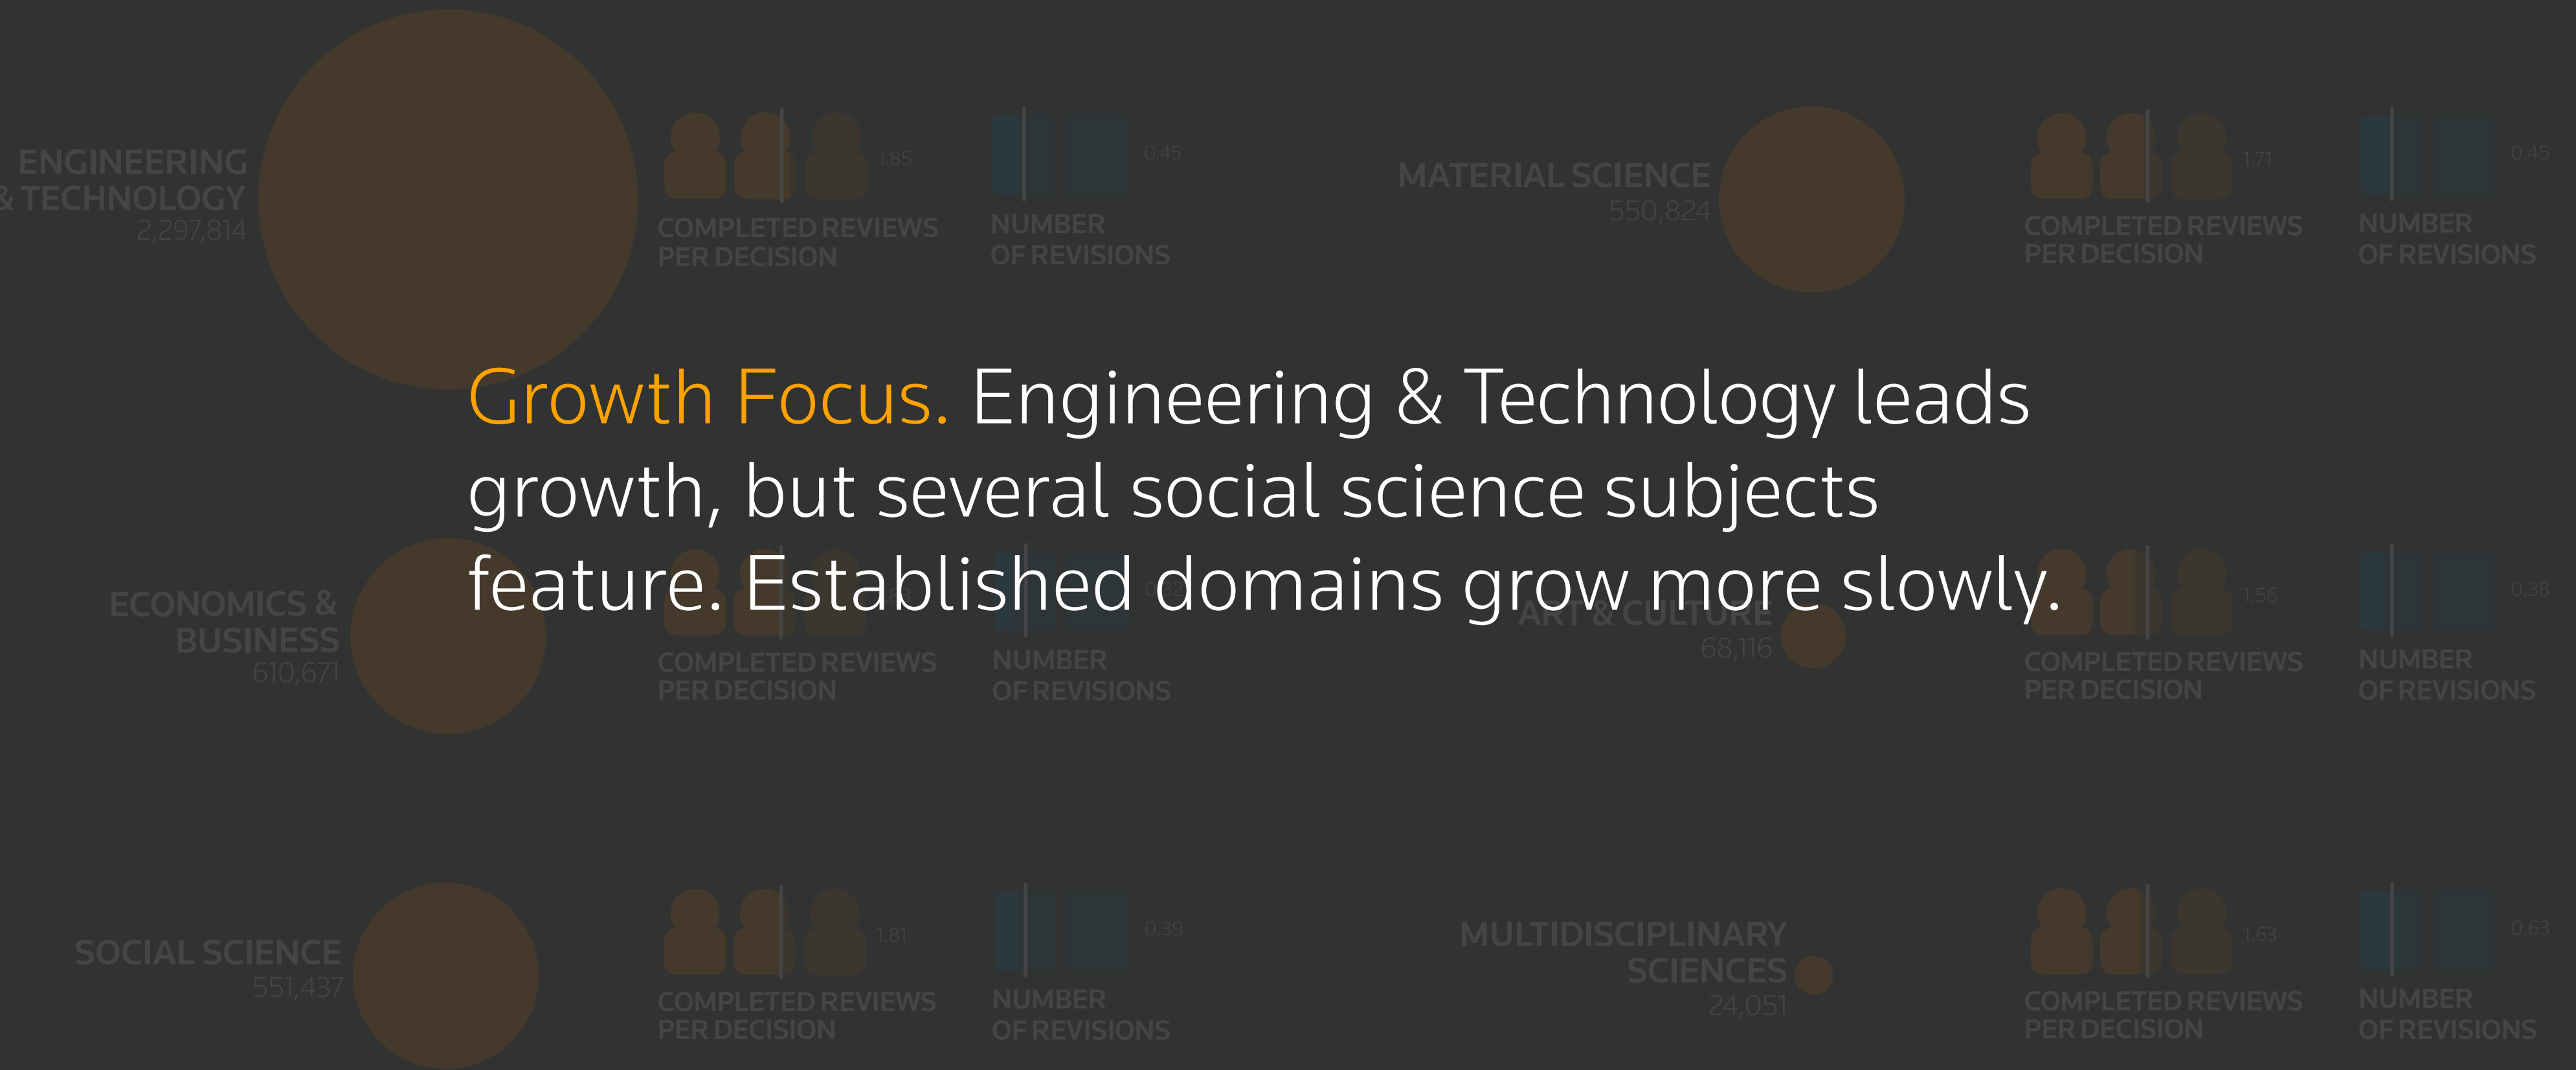 ENGINEERING
& TECHNOLOGY
2,297,814
1.85
COMPLETED REVIEWS
PER DECISION
0.45
NUMBER
OF REVISIONS
MATERIAL SCIENCE
550,824
1.71
COMPLETED REVIEWS
PER DECISION
0.45
NUMBER
OF REVISIONS
Growth Focus. Engineering & Technology leads
growth, but several social science subjects
feature. Established domains grow more slowly.
ECONOMICS &
BUSINESS
610,671
COMPLETED REVIEWS
PER DECISION
0.32
NUMBER
OF REVISIONS
ART & CULTURE
68,116
1.56
COMPLETED REVIEWS
PER DECISION
0.38
NUMBER
OF REVISIONS
SOCIAL SCIENCE
551,437
1.81
COMPLETED REVIEWS
PER DECISION
0.39
NUMBER
OF REVISIONS
MULTIDISCIPLINARY
SCIENCES
24,051
1.63
COMPLETED REVIEWS
PER DECISION
0.63
NUMBER
OF REVISIONS